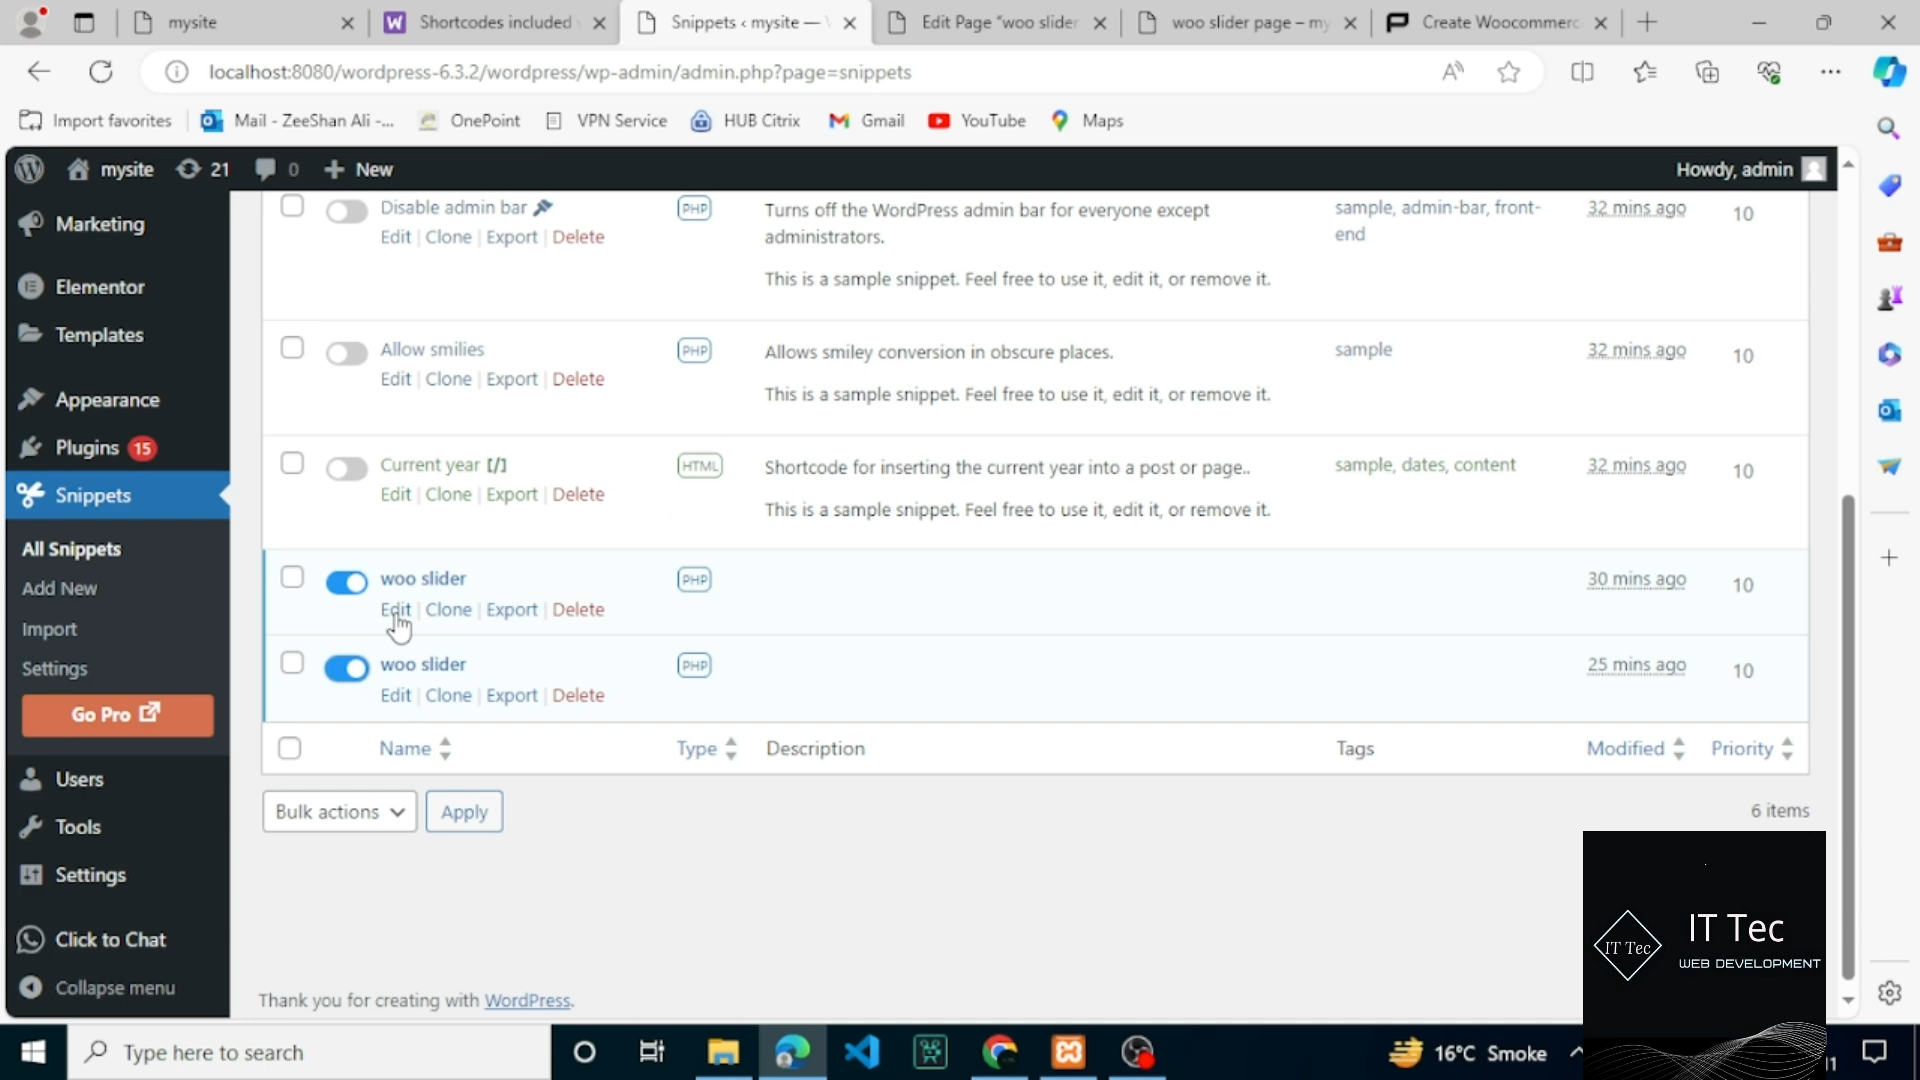 mysite
Shortcodes included
Snippets ‹ mysite —
Edit Page "woo slider
woo slider page – my
Create Woocommerc
localhost:8080/wordpress-6.3.2/wordpress/wp-admin/admin.php?page=snippets
Import favorites
Mail - ZeeShan Ali -...
OnePoint
VPN Service
HUB Citrix
Gmail
YouTube
Maps
mysite
21
0
New
Howdy, admin
Marketing
Elementor
Templates
Appearance
Plugins 15
Snippets
All Snippets
Add New
Import
Settings
Go Pro
Users
Tools
Settings
Click to Chat
Collapse menu
Disable admin bar
Edit | Clone | Export | Delete
PHP
Turns off the WordPress admin bar for everyone except
administrators.
This is a sample snippet. Feel free to use it, edit it, or remove it.
sample, admin-bar, front-
end
32 mins ago
10
Allow smilies
Edit | Clone | Export | Delete
PHP
Allows smiley conversion in obscure places.
This is a sample snippet. Feel free to use it, edit it, or remove it.
sample
32 mins ago
10
Current year [/]
Edit | Clone | Export | Delete
HTML
Shortcode for inserting the current year into a post or page..
This is a sample snippet. Feel free to use it, edit it, or remove it.
sample, dates, content
32 mins ago
10
woo slider
Edit | Clone | Export | Delete
PHP
30 mins ago
10
woo slider
Edit | Clone | Export | Delete
PHP
25 mins ago
10
Name
Type
Description
Tags
Modified
Priority
Bulk actions
Apply
6 items
Thank you for creating with WordPress.
IT Tec
IT Tec
WEB DEVELOPMENT
Type here to search
16°C Smoke